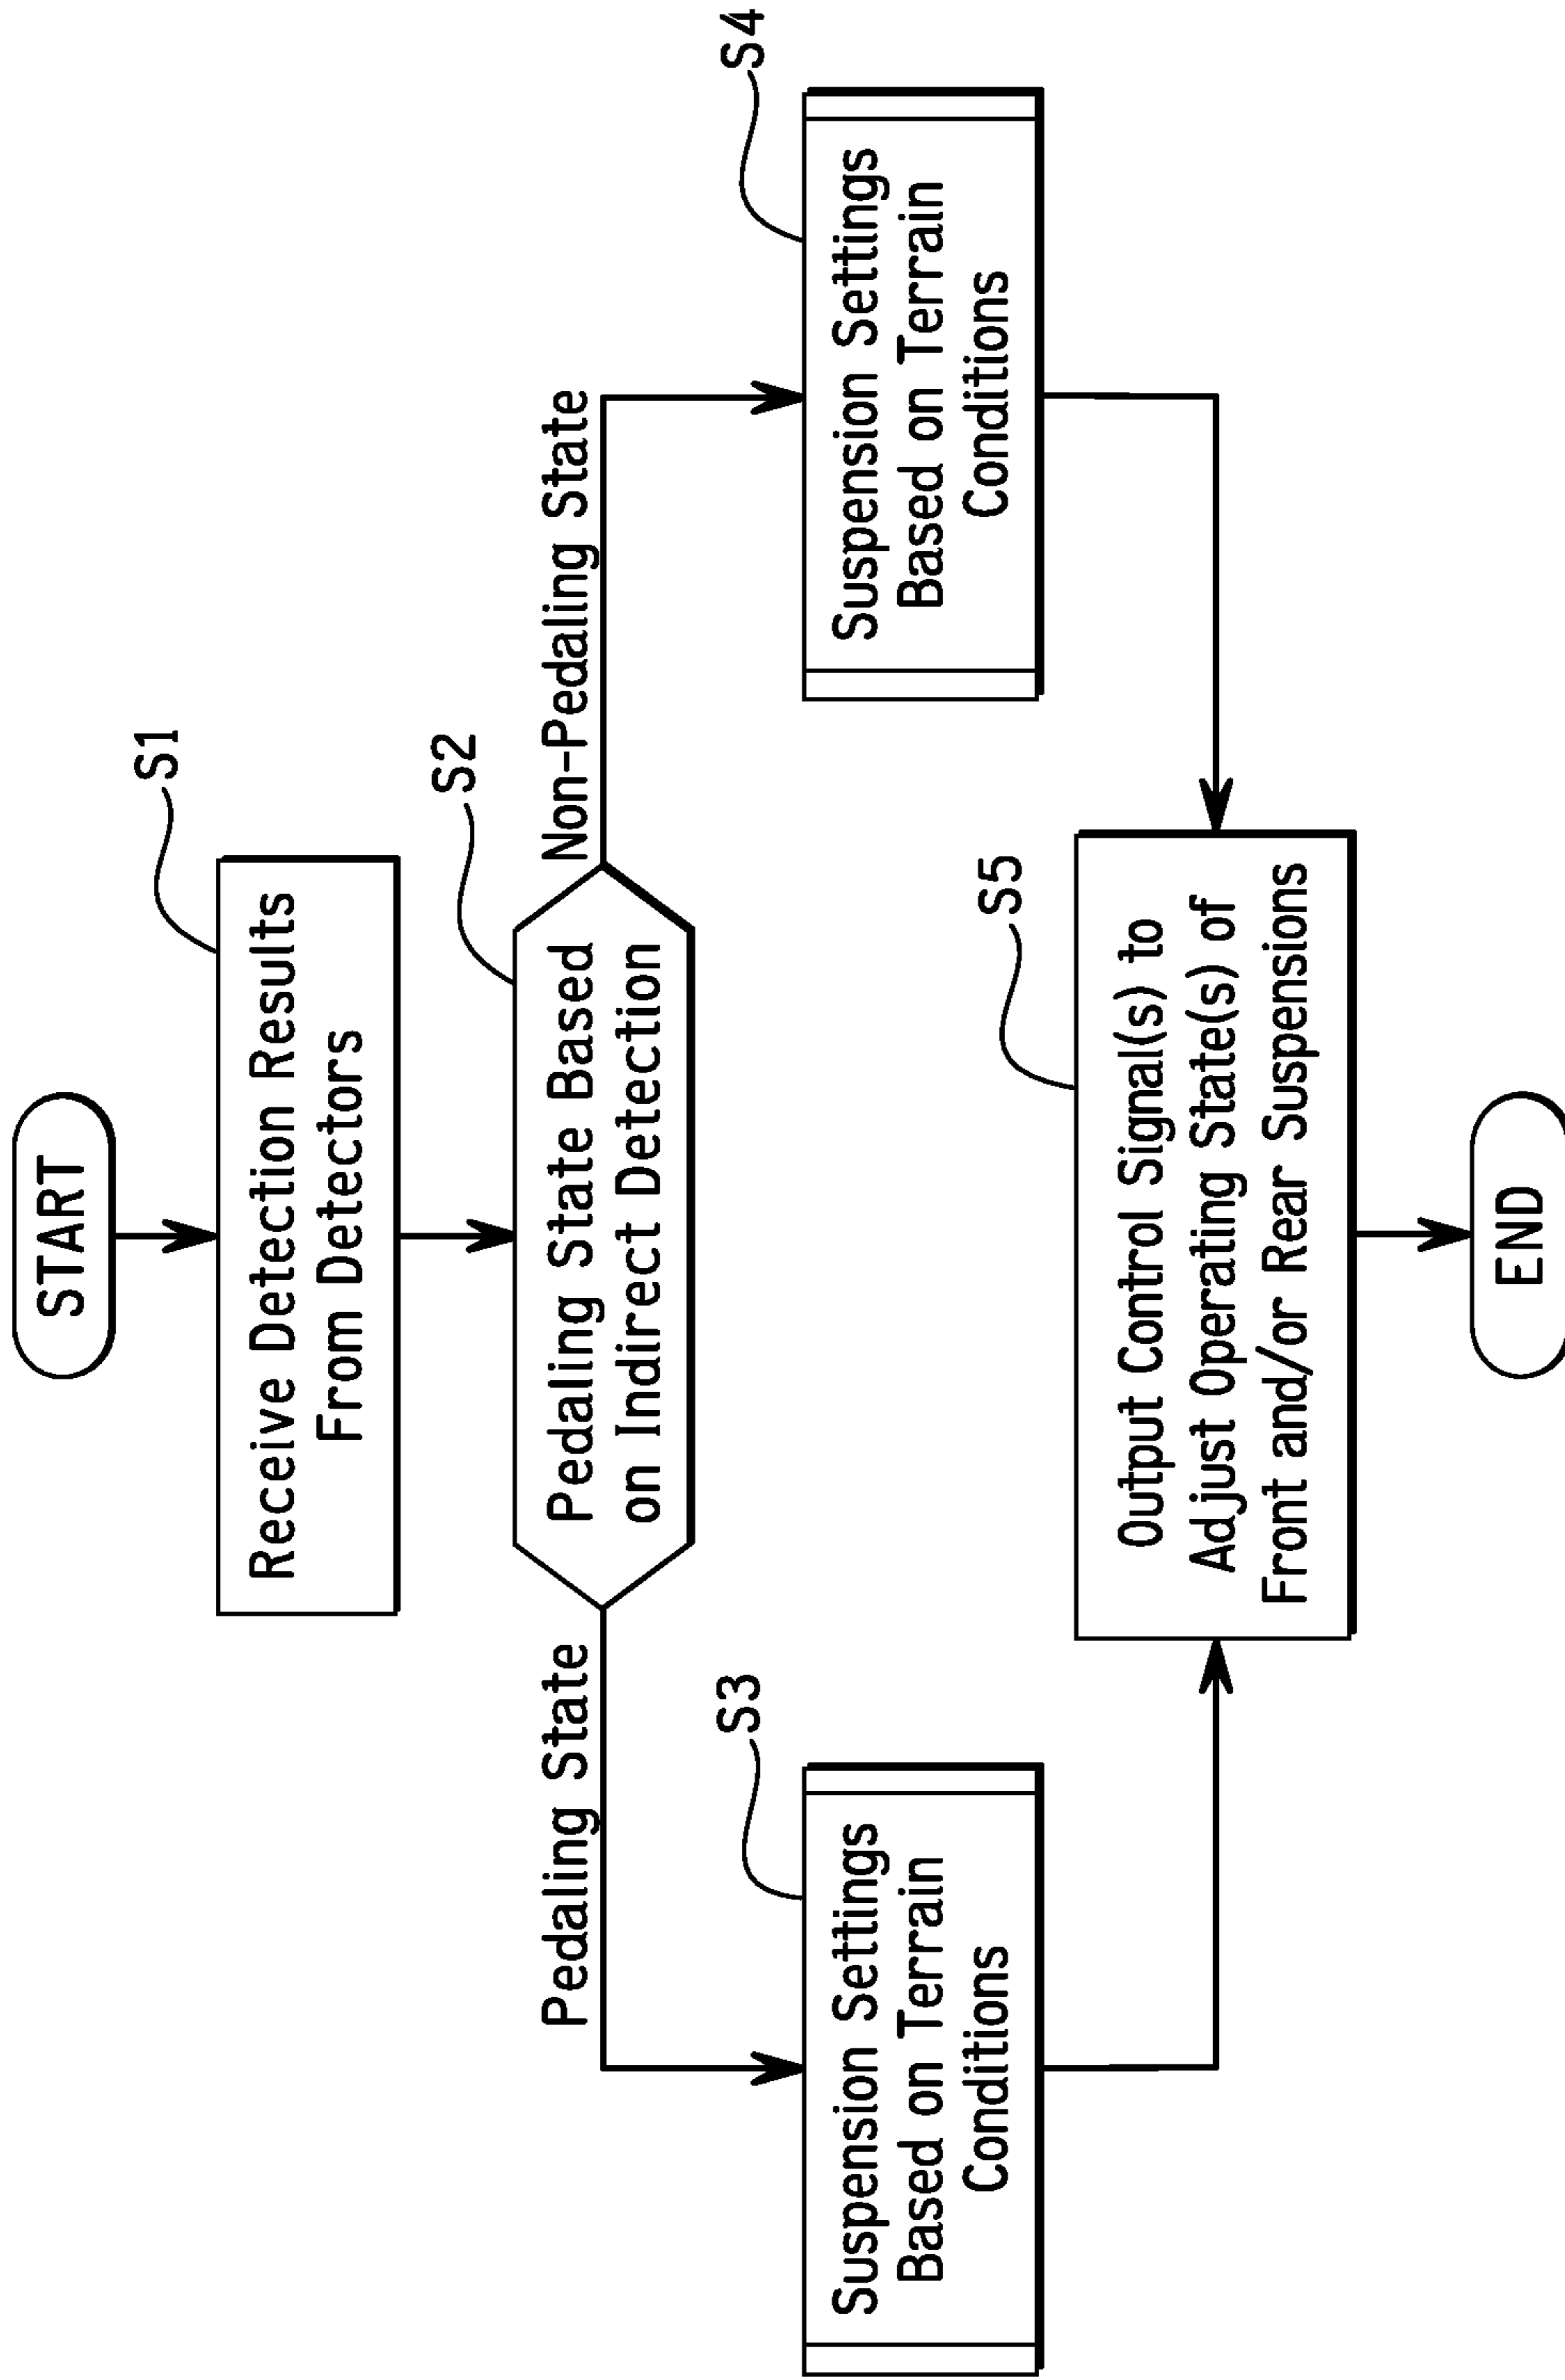 START
S1
Receive Detection Results
From Detectors
S2
Pedaling State Based
on Indirect Detection
Pedaling State
Non-Pedaling State
S3
Suspension Settings
Based on Terrain
Conditions
S4
Suspension Settings
Based on Terrain
Conditions
S5
Output Control Signal(s) to
Adjust Operating State(s) of
Front and/or Rear Suspensions
END